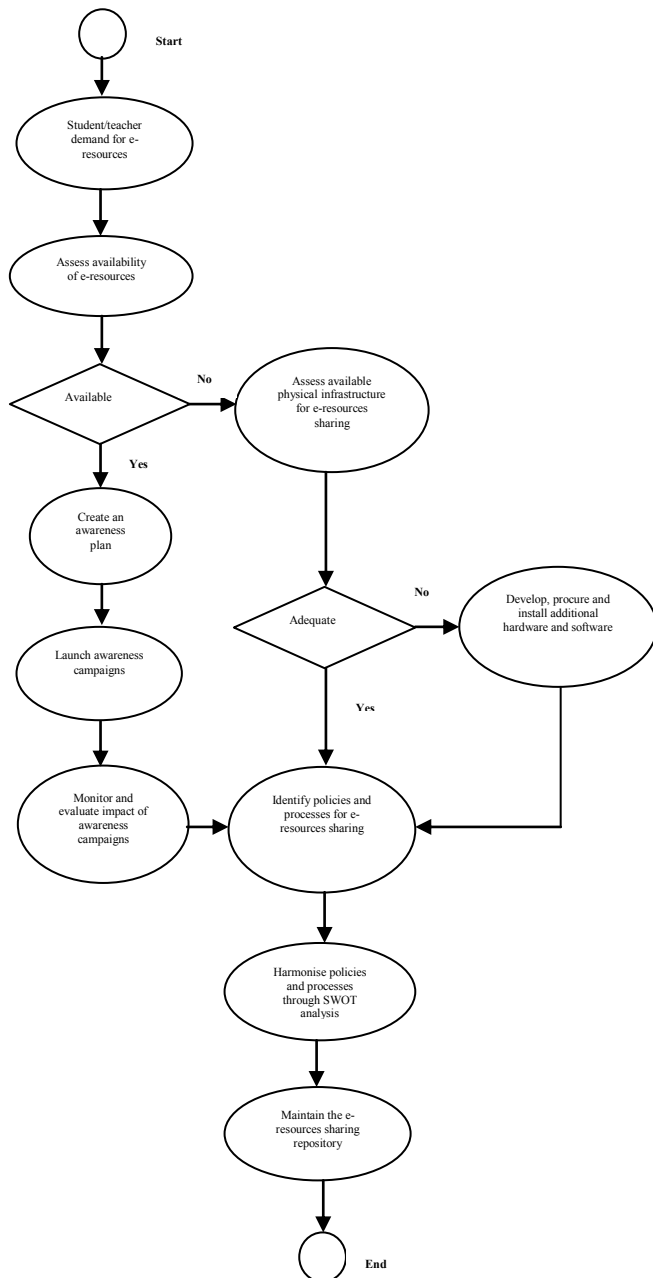 Start
Student/teacher
demand for e-
resources
Assess availability
of e-resources
Available
No
Assess available
physical infrastructure
for e-resources
sharing
Yes
Create an
awareness
plan
Adequate
No
Develop, procure and
install additional
hardware and software
Launch awareness
campaigns
Yes
Monitor and
evaluate impact of
awareness
campaigns
Identify policies and
processes for e-
resources sharing
Harmonise policies
and processes
through SWOT
analysis
Maintain the e-
resources sharing
repository
End